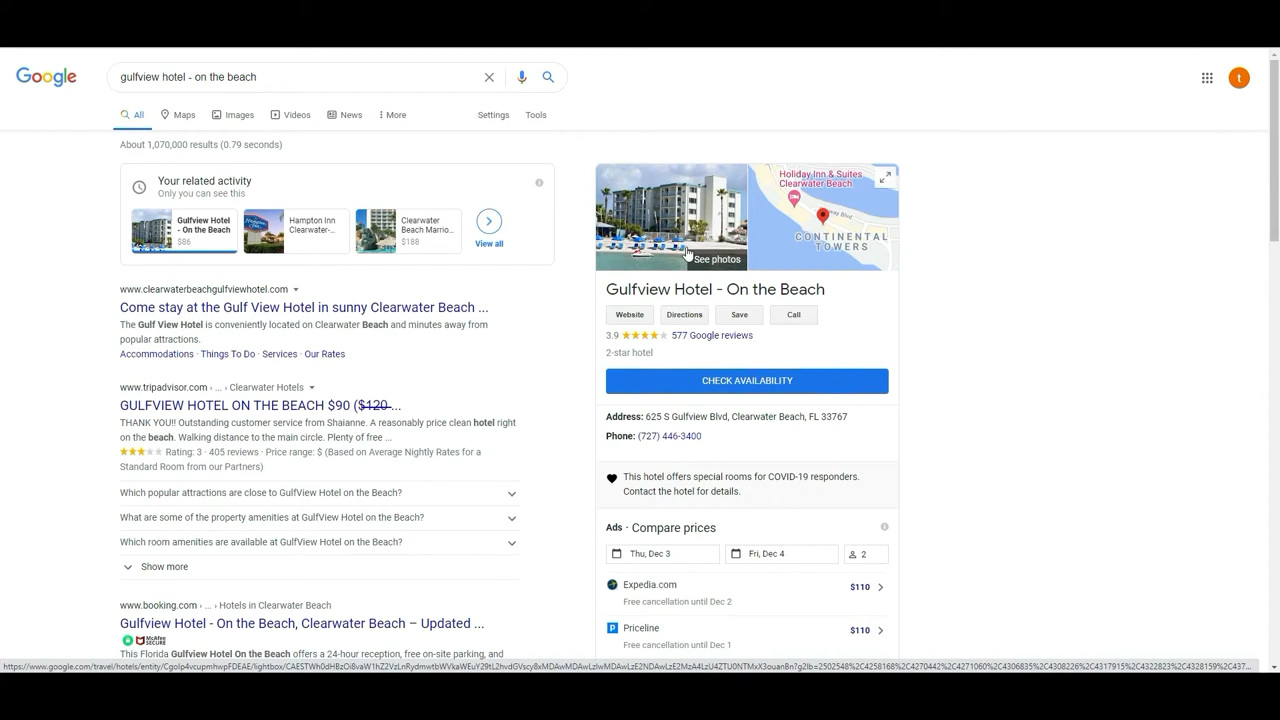 Google
gulfview hotel - on the beach
t
All
Maps
Images
Videos
News
More
Settings
Tools
About 1,070,000 results (0.79 seconds)
Your related activity
Only you can see this
Gulfview Hotel
- On the Beach
$86
Hampton Inn
Clearwater-...
Clearwater
Beach Marrio...
$188
View all
www.clearwaterbeachgulfviewhotel.com
Come stay at the Gulf View Hotel in sunny Clearwater Beach ...
The Gulf View Hotel is conveniently located on Clearwater Beach and minutes away from
popular attractions.
Accommodations · Things To Do · Services · Our Rates
www.tripadvisor.com › ... › Clearwater Hotels
GULFVIEW HOTEL ON THE BEACH $90 ($120 ...
THANK YOU!! Outstanding customer service from Shaianne. A reasonably price clean hotel right
on the beach. Walking distance to the main circle. Plenty of free ...
Rating: 3 · 405 reviews · Price range: $ (Based on Average Nightly Rates for a
Standard Room from our Partners)
Which popular attractions are close to GulfView Hotel on the Beach?
What are some of the property amenities at GulfView Hotel on the Beach?
Which room amenities are available at GulfView Hotel on the Beach?
Show more
www.booking.com › ... › Hotels in Clearwater Beach
Gulfview Hotel - On the Beach, Clearwater Beach – Updated ...
McAfee
SECURE
This Florida Gulfview Hotel On the Beach offers a 24-hour reception, free on-site parking, and
See photos
Holiday Inn & Suites
Clearwater Beach
CONTINENTAL
TOWERS
Gulfview Hotel - On the Beach
Website
Directions
Save
Call
3.9
577 Google reviews
2-star hotel
CHECK AVAILABILITY
Address: 625 S Gulfview Blvd, Clearwater Beach, FL 33767
Phone: (727) 446-3400
This hotel offers special rooms for COVID-19 responders.
Contact the hotel for details.
Ads · Compare prices
Thu, Dec 3
Fri, Dec 4
2
Expedia.com
$110
Free cancellation until Dec 2
Priceline
$110
Free cancellation until Dec 1